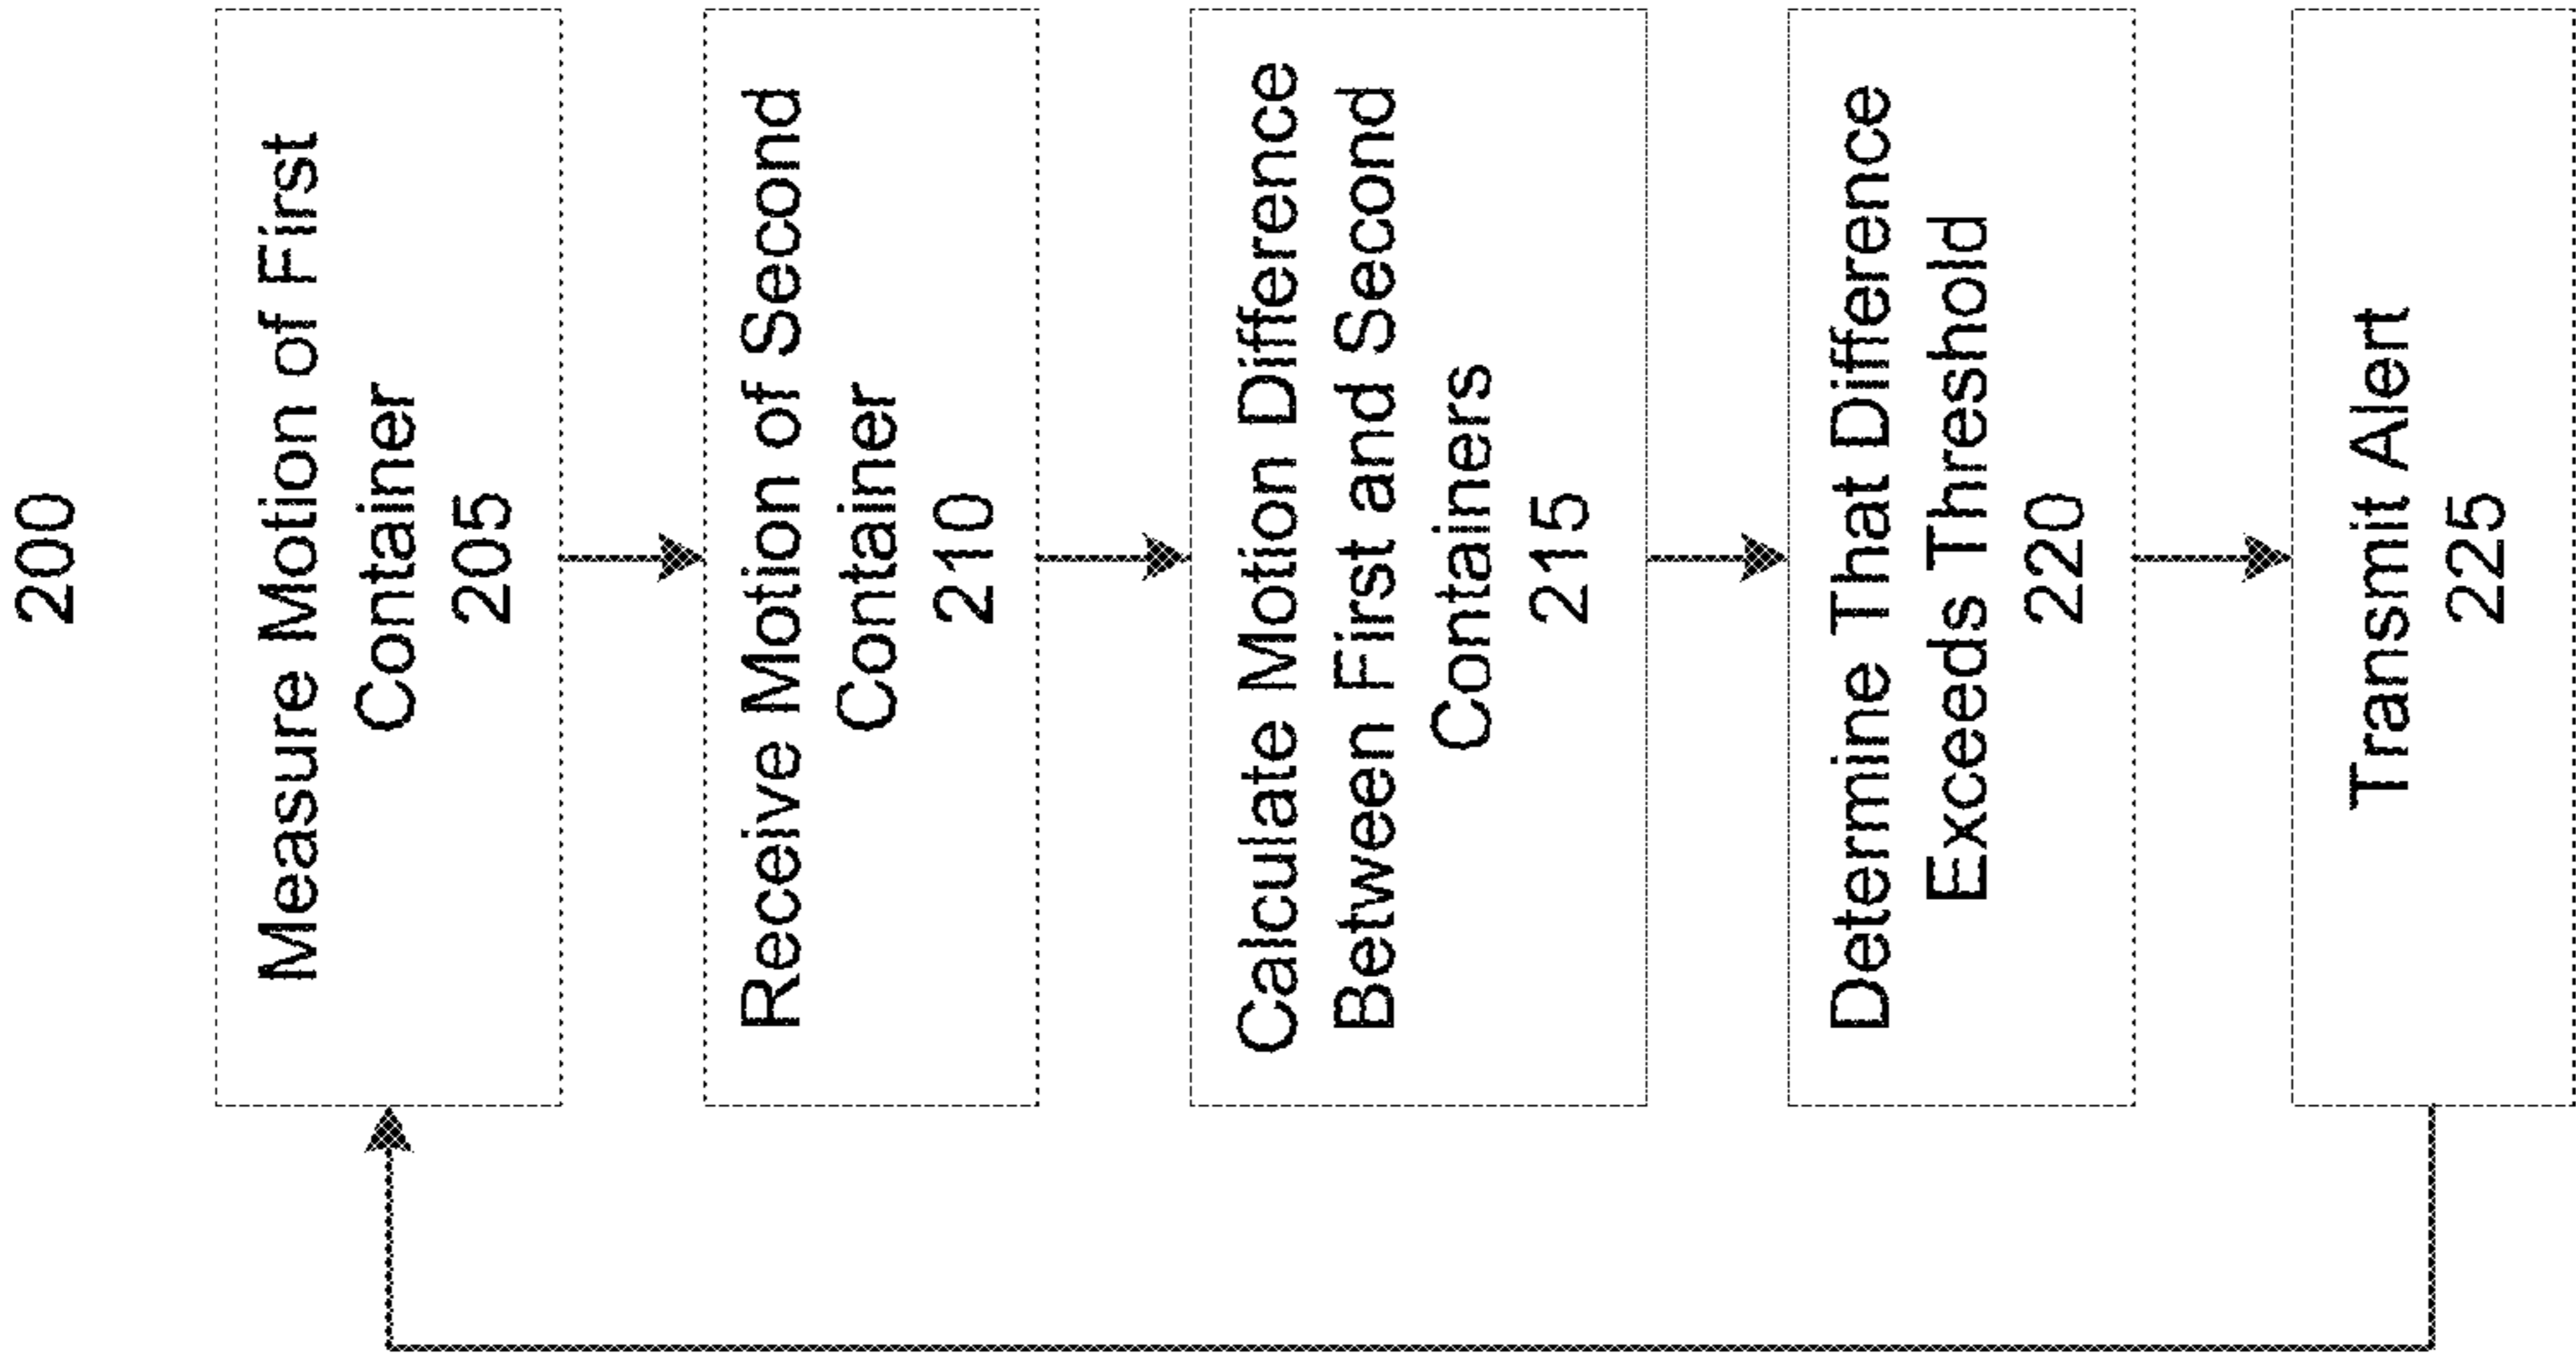 200
Measure Motion of First
Container
205
Receive Motion of Second
Container
210
Calculate Motion Difference
Between First and Second
Containers
215
Determine That Difference
Exceeds Threshold
220
Transmit Alert
225